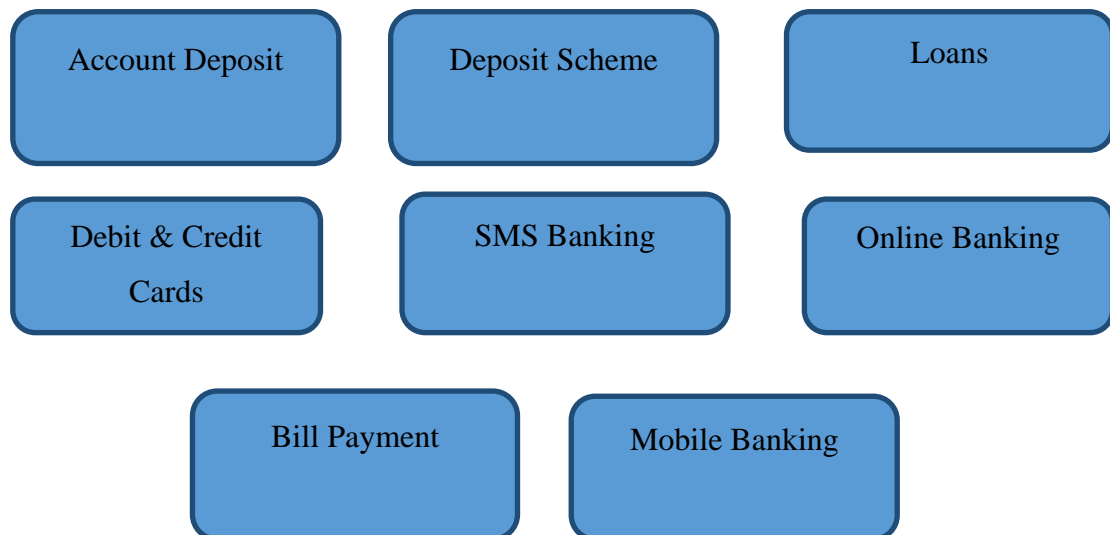 Account Deposit
Deposit Scheme
Loans
Debit & Credit
Cards
SMS Banking
Online Banking
Bill Payment
Mobile Banking